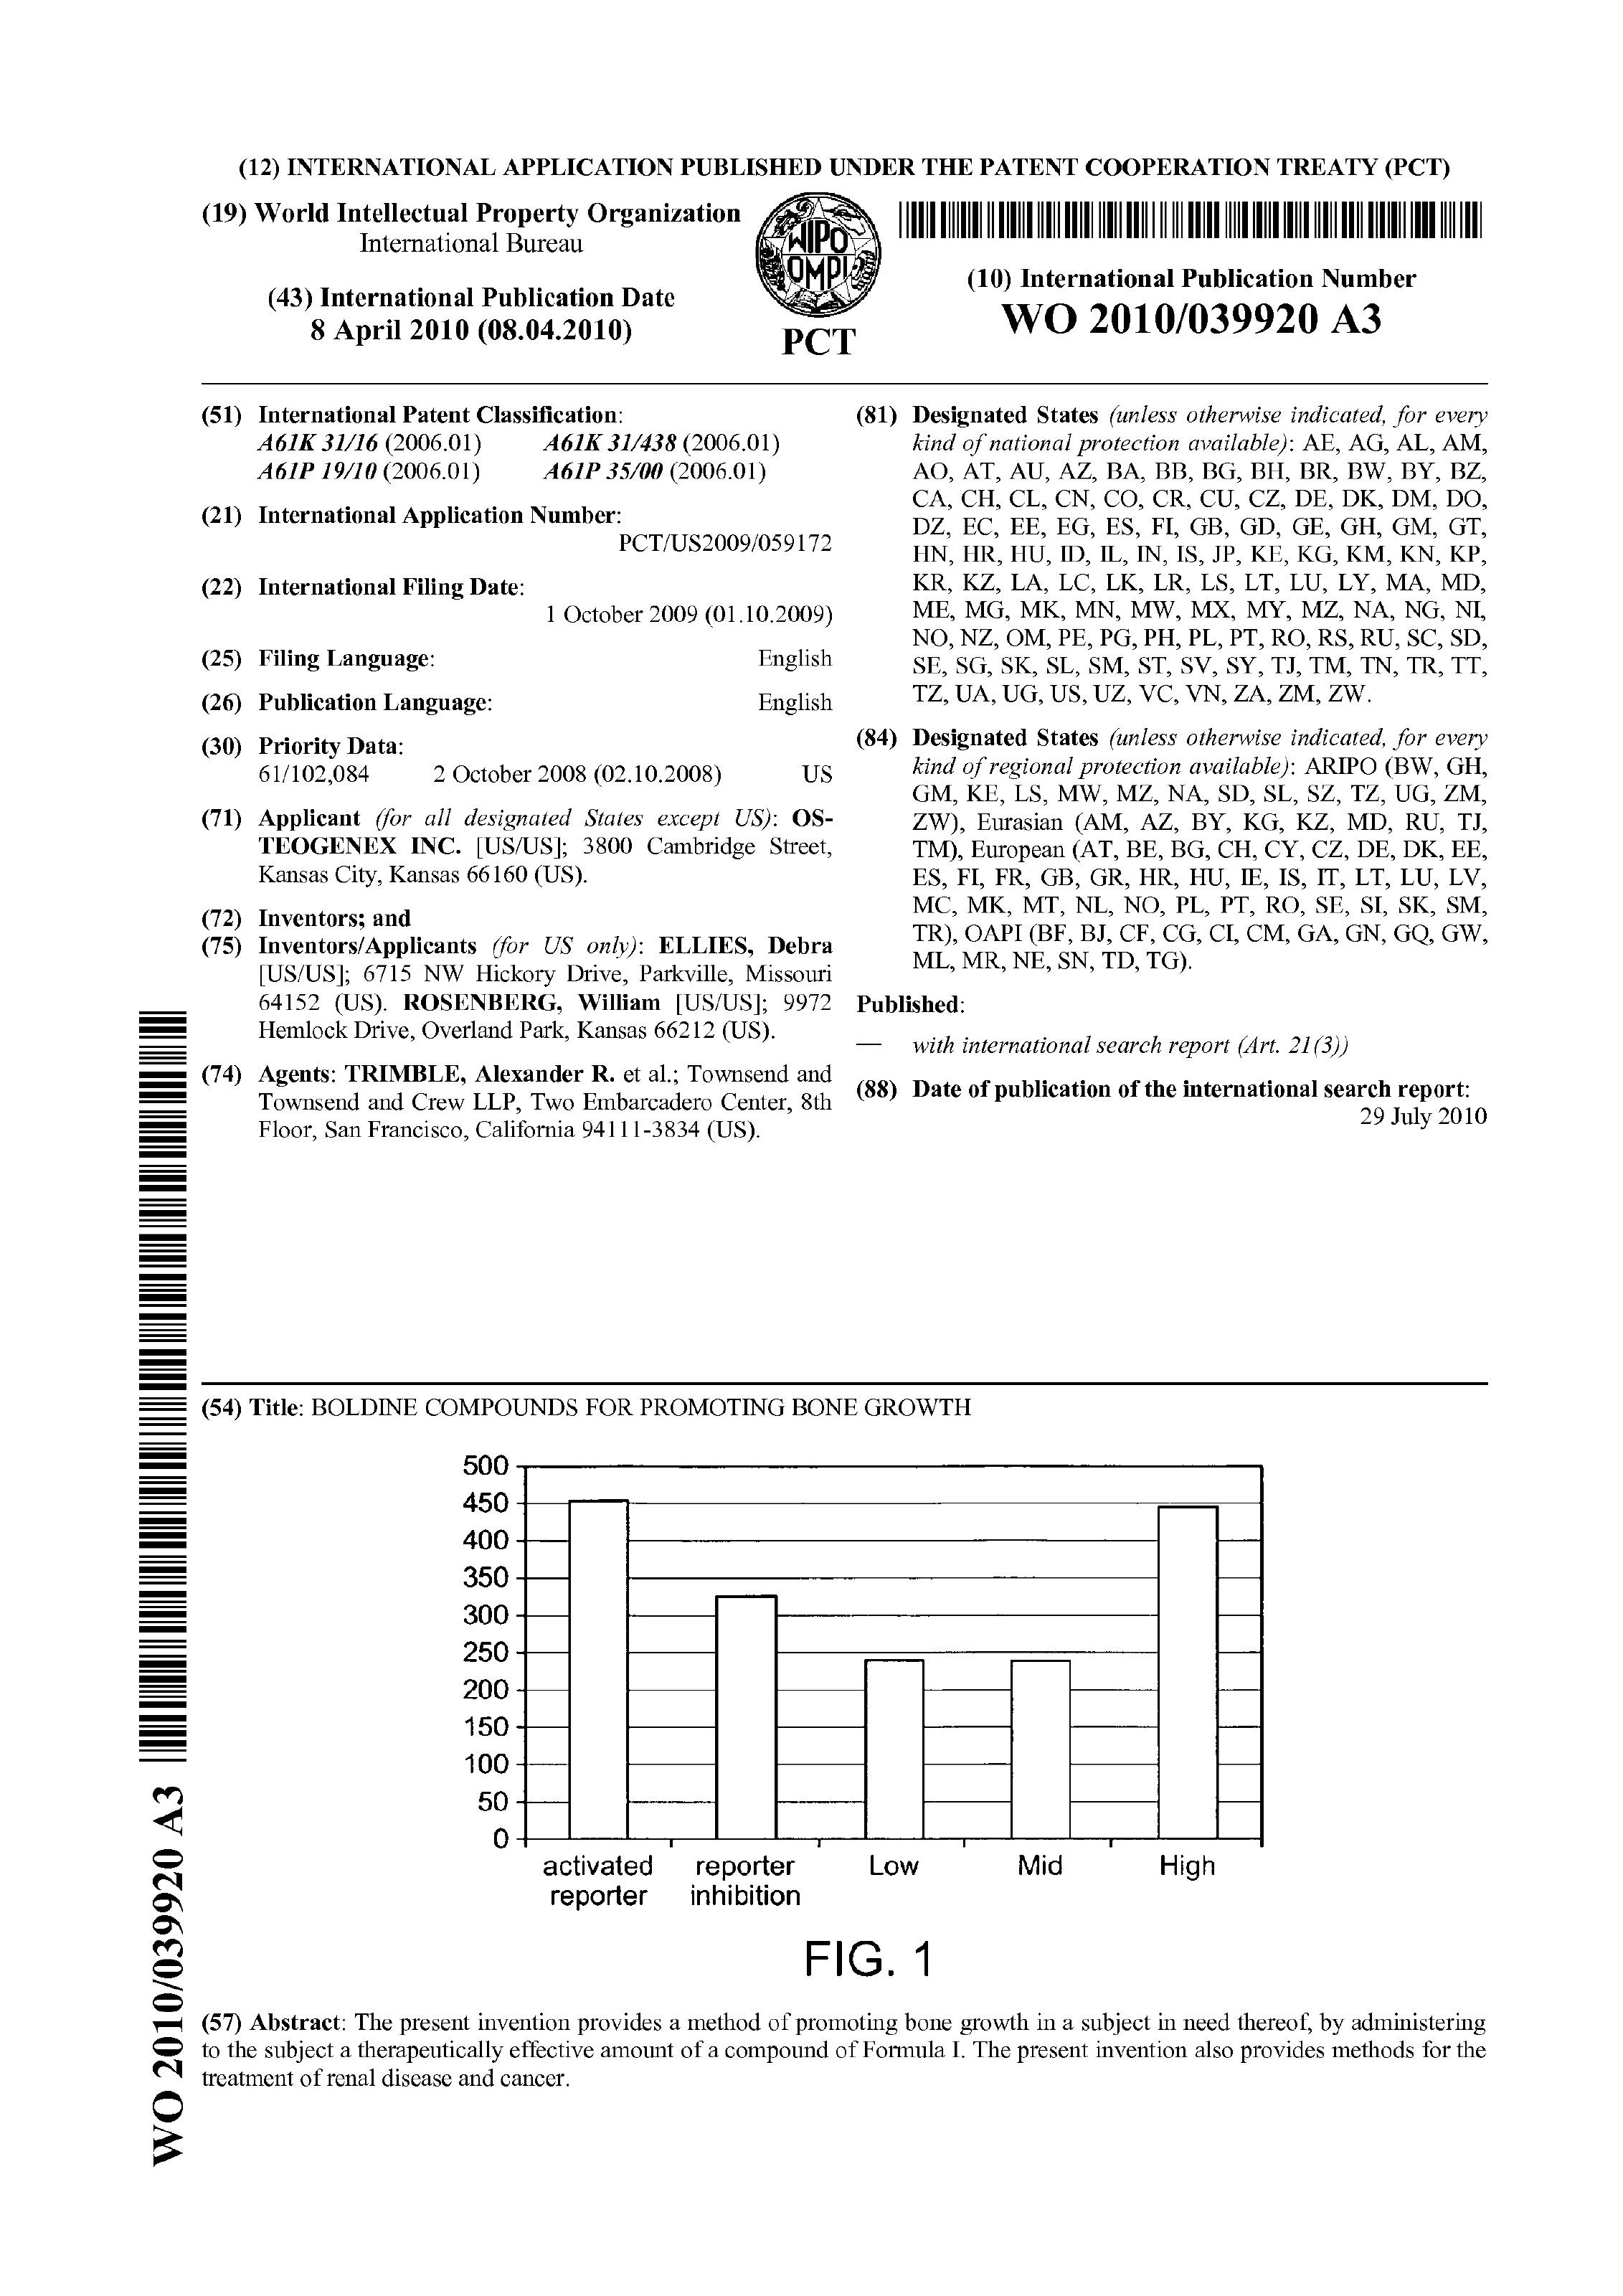 (12) INTERNATIONAL APPLICATION PUBLISHED UNDER THE PATENT COOPERATION TREATY (PCT)
(19) World Intellectual Property Organization
International Bureau
(43) International Publication Date
8 April 2010 (08.04.2010)
WIPO
OMPI
PCT
(10) International Publication Number
WO 2010/039920 A3
(51) International Patent Classification:
A61K 31/16 (2006.01) A61K 31/438 (2006.01)
A61P 19/10 (2006.01) A61P 35/00 (2006.01)
(21) International Application Number:
PCT/US2009/059172
(22) International Filing Date:
1 October 2009 (01.10.2009)
(25) Filing Language: English
(26) Publication Language: English
(30) Priority Data:
61/102,084 2 October 2008 (02.10.2008) US
(71) Applicant (for all designated States except US): OS-
TEOGENEX INC. [US/US]; 3800 Cambridge Street,
Kansas City, Kansas 66160 (US).
(72) Inventors; and
(75) Inventors/Applicants (for US only): ELLIES, Debra
[US/US]; 6715 NW Hickory Drive, Parkville, Missouri
64152 (US). ROSENBERG, William [US/US]; 9972
Hemlock Drive, Overland Park, Kansas 66212 (US).
(74) Agents: TRIMBLE, Alexander R. et al.; Townsend and
Townsend and Crew LLP, Two Embarcadero Center, 8th
Floor, San Francisco, California 94111-3834 (US).
(81) Designated States (unless otherwise indicated, for every
kind of national protection available): AE, AG, AL, AM,
AO, AT, AU, AZ, BA, BB, BG, BH, BR, BW, BY, BZ,
CA, CH, CL, CN, CO, CR, CU, CZ, DE, DK, DM, DO,
DZ, EC, EE, EG, ES, FI, GB, GD, GE, GH, GM, GT,
HN, HR, HU, ID, IL, IN, IS, JP, KE, KG, KM, KN, KP,
KR, KZ, LA, LC, LK, LR, LS, LT, LU, LY, MA, MD,
ME, MG, MK, MN, MW, MX, MY, MZ, NA, NG, NI,
NO, NZ, OM, PE, PG, PH, PL, PT, RO, RS, RU, SC, SD,
SE, SG, SK, SL, SM, ST, SV, SY, TJ, TM, TN, TR, TT,
TZ, UA, UG, US, UZ, VC, VN, ZA, ZM, ZW.
(84) Designated States (unless otherwise indicated, for every
kind of regional protection available): ARIPO (BW, GH,
GM, KE, LS, MW, MZ, NA, SD, SL, SZ, TZ, UG, ZM,
ZW), Eurasian (AM, AZ, BY, KG, KZ, MD, RU, TJ,
TM), European (AT, BE, BG, CH, CY, CZ, DE, DK, EE,
ES, FI, FR, GB, GR, HR, HU, IE, IS, IT, LT, LU, LV,
MC, MK, MT, NL, NO, PL, PT, RO, SE, SI, SK, SM,
TR), OAPI (BF, BJ, CF, CG, CI, CM, GA, GN, GQ, GW,
ML, MR, NE, SN, TD, TG).
Published:
— with international search report (Art. 21(3))
(88) Date of publication of the international search report:
29 July 2010
(54) Title: BOLDINE COMPOUNDS FOR PROMOTING BONE GROWTH
500
450
400
350
300
250
200
150
100
50
0
activated reporter Low Mid High
reporter inhibition
FIG. 1
(57) Abstract: The present invention provides a method of promoting bone growth in a subject in need thereof, by administering
to the subject a therapeutically effective amount of a compound of Formula I. The present invention also provides methods for the
treatment of renal disease and cancer.
WO 2010/039920 A3